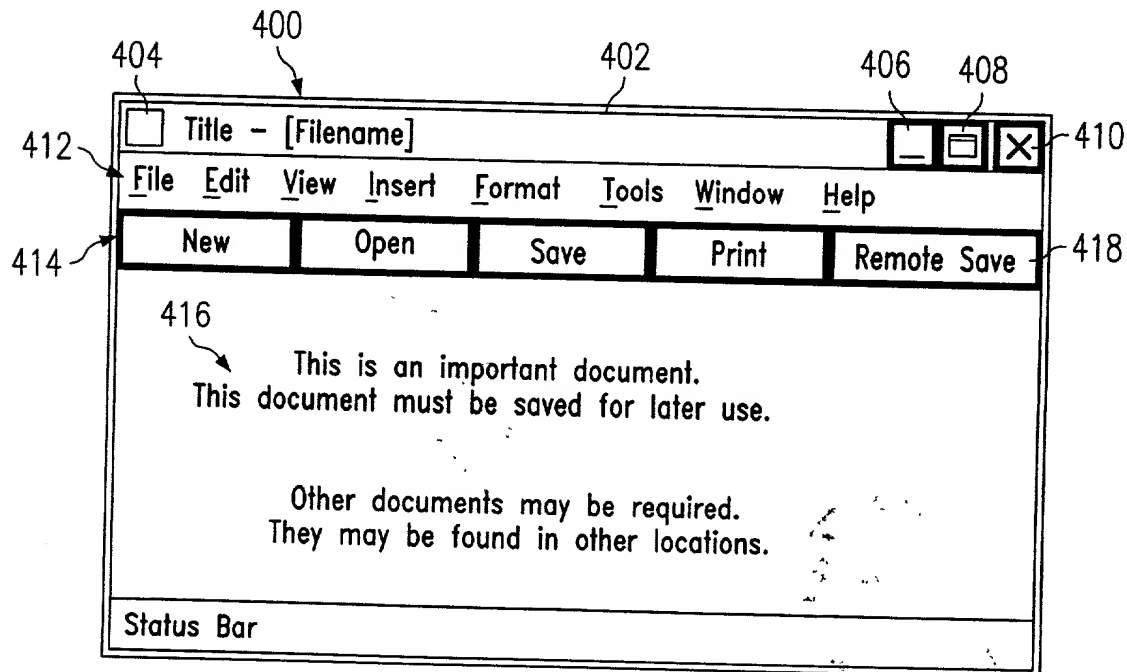 400
404
402
406
408
Title - [Filename]
410
412
File Edit View Insert Format Tools Window Help
414
New Open Save Print Remote Save
418
416
This is an important document.
This document must be saved for later use.
Other documents may be required.
They may be found in other locations.
Status Bar